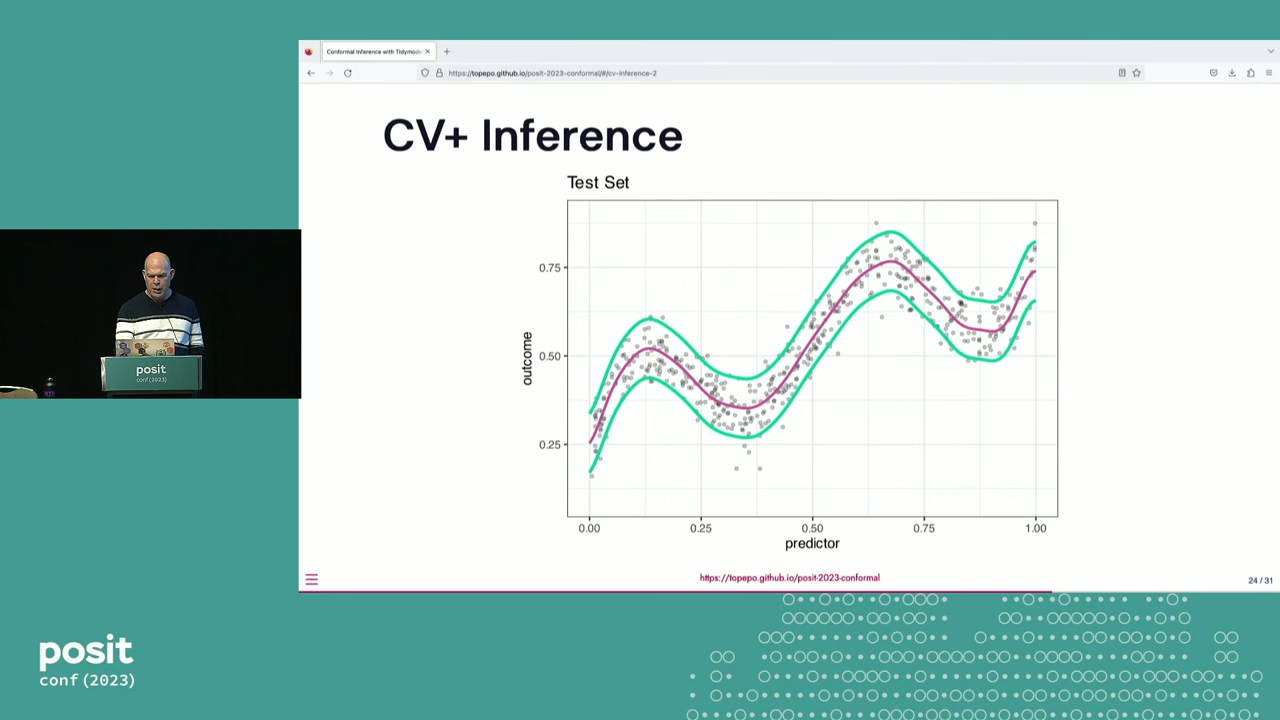 Conformal Inference with Tidymod
https://topepo.github.io/posit-2023-conformal/#/cv-inference-2
CV+ Inference
Test Set
0.75
0.50
0.25
outcome
0.00
0.25
0.50
0.75
1.00
predictor
https://topepo.github.io/posit-2023-conformal
24 / 31
posit
conf(2023)
posit
conf(2023)